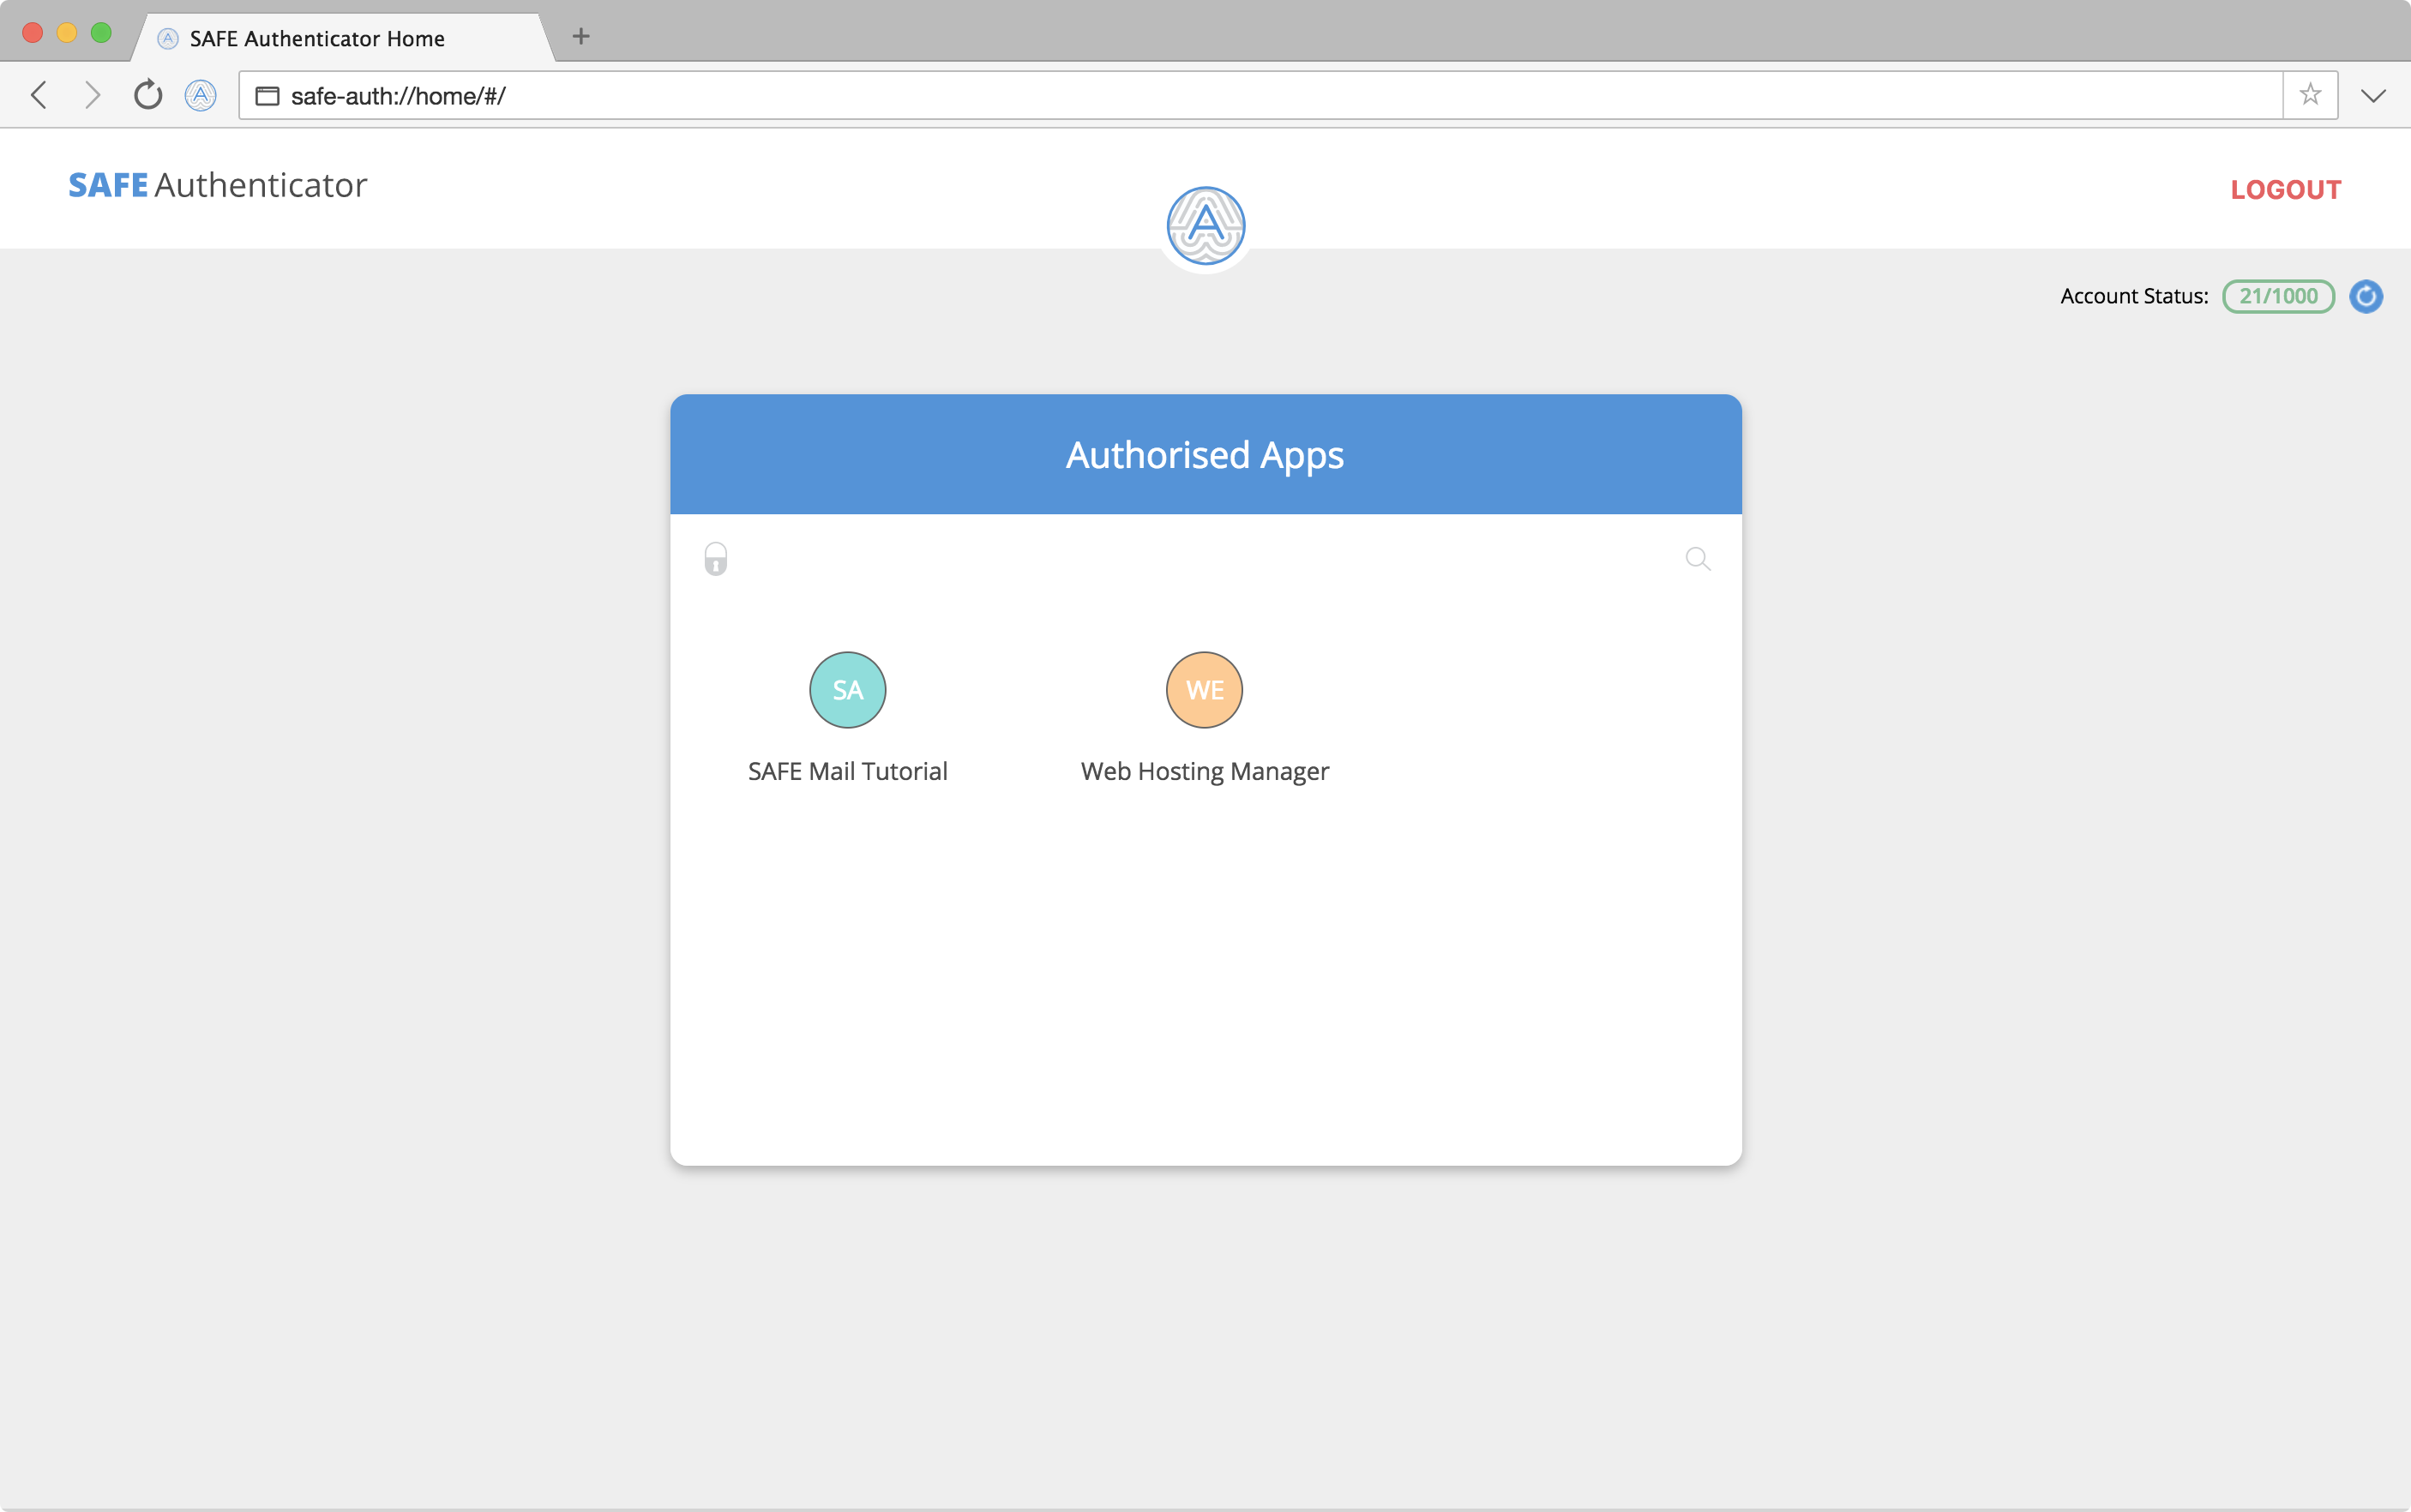 SAFE Authenticator Home
safe-auth://home/#/
SAFE Authenticator
LOGOUT
Account Status: 21/1000
Authorised Apps
SA
WE
SAFE Mail Tutorial
Web Hosting Manager